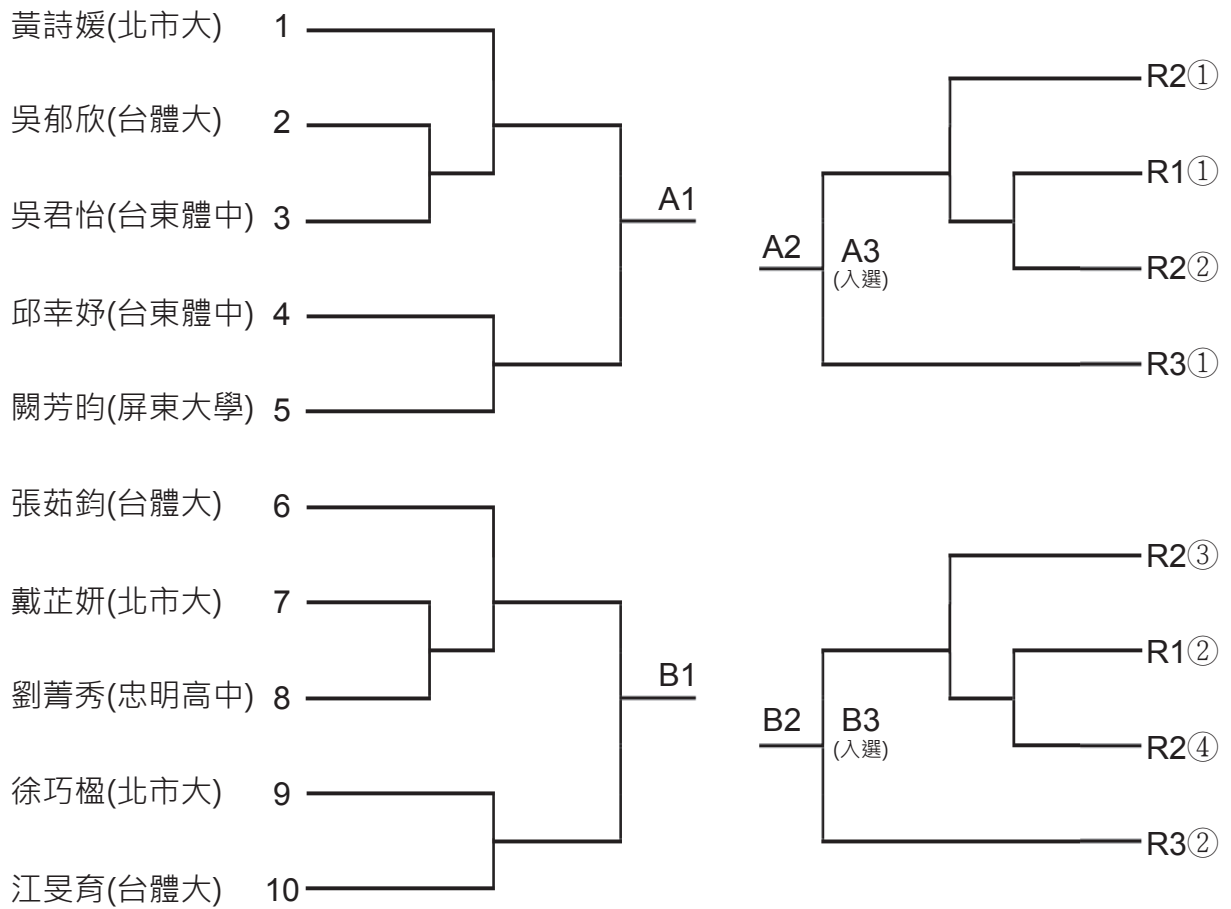 黃詩媛(北市大) 1
吳郁欣(台體大) 2
吳君怡(台東體中) 3
邱幸妤(台東體中) 4
闕芳昀(屏東大學) 5
A1
A2
A3
(入選)
R2①
R1①
R2②
R3①
張茹鈞(台體大) 6
戴芷妍(北市大) 7
劉菁秀(忠明高中) 8
徐巧楹(北市大) 9
江旻育(台體大) 10
B1
B2
B3
(入選)
R2③
R1②
R2④
R3②